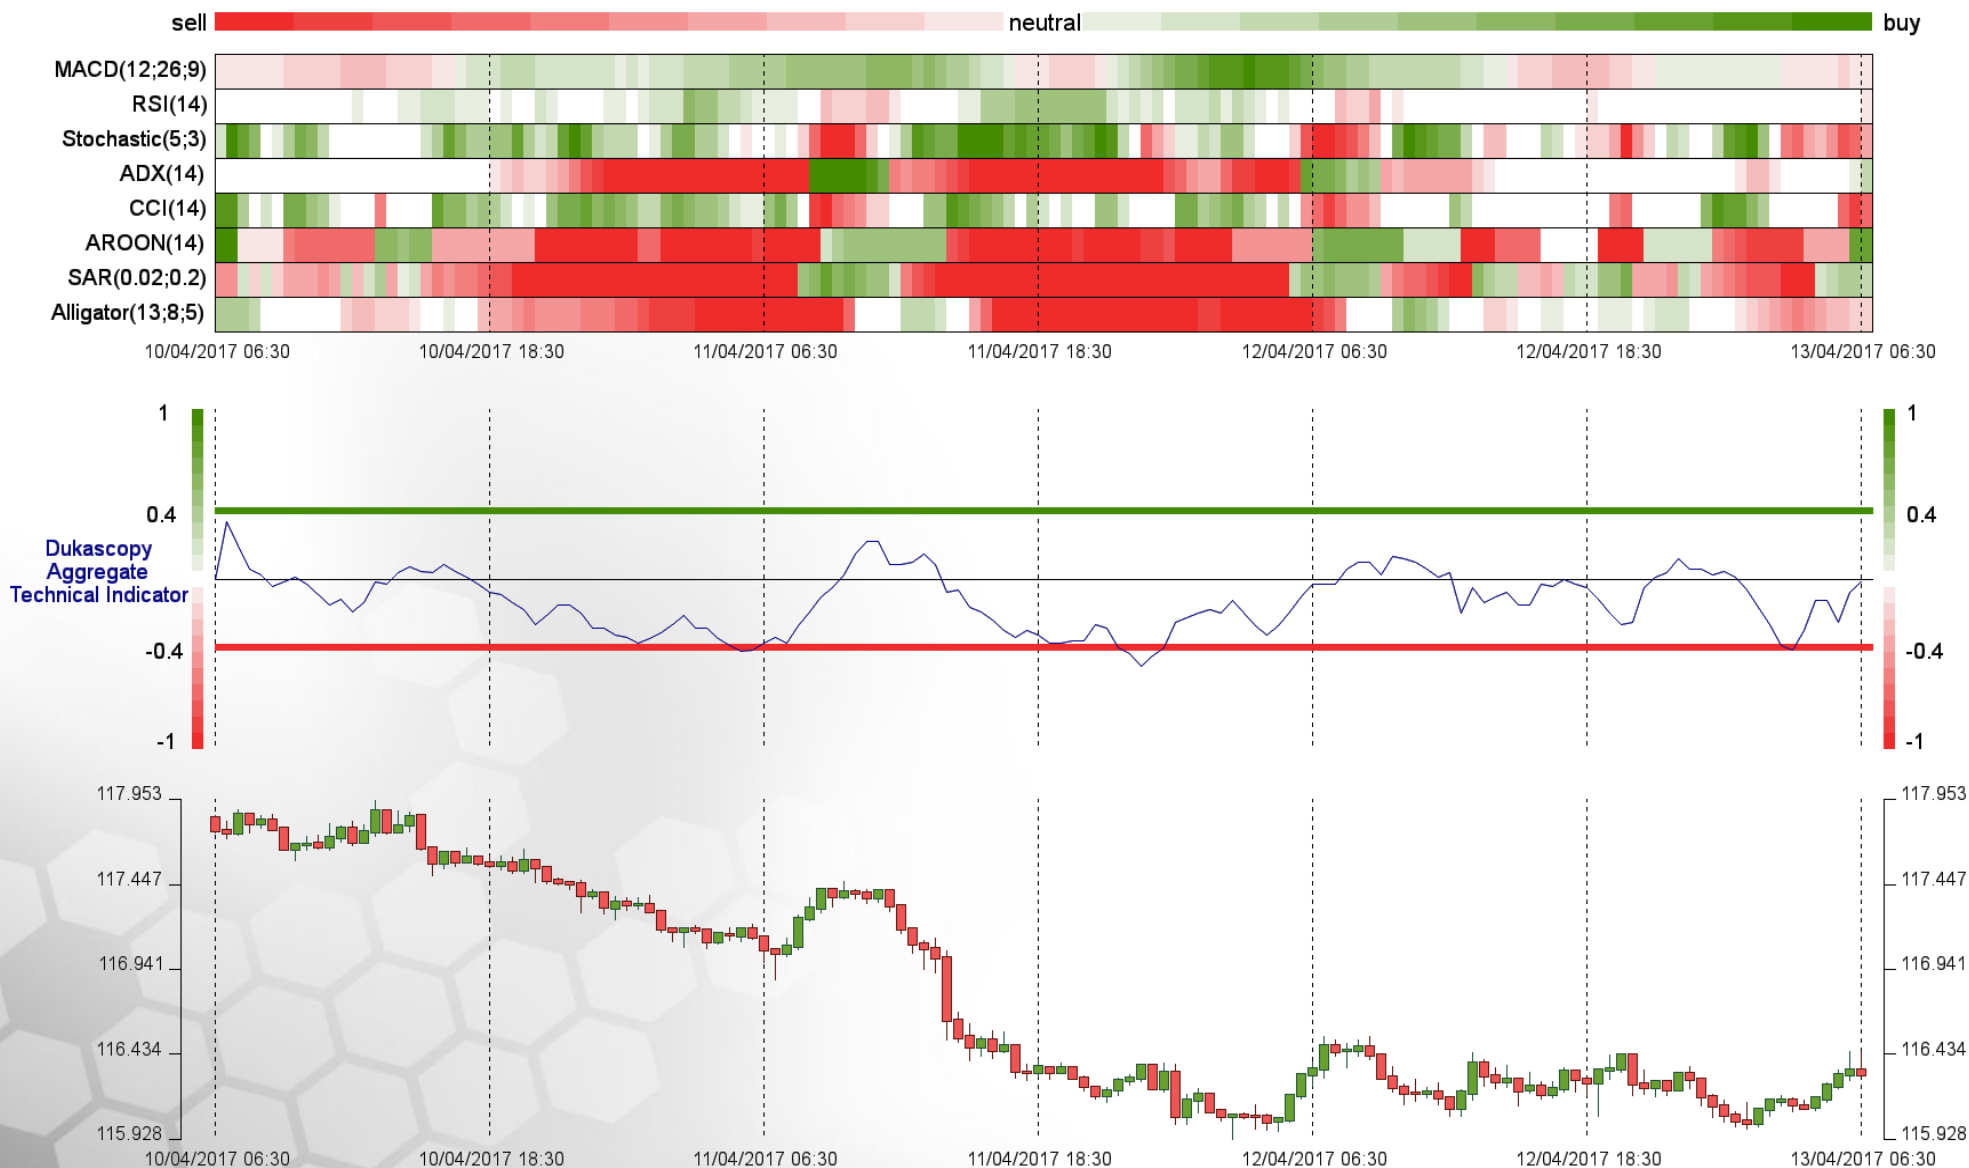 sell neutral buy
MACD(12;26;9)
RSI(14)
Stochastic(5;3)
ADX(14)
CCI(14)
AROON(14)
SAR(0.02;0.2)
Alligator(13;8;5)
10/04/2017 06:30 10/04/2017 18:30 11/04/2017 06:30 11/04/2017 18:30 12/04/2017 06:30 12/04/2017 18:30 13/04/2017 06:30
1 1
0.4 0.4
Dukascopy
Aggregate
Technical Indicator
-0.4 -0.4
-1 -1
117.953 117.953
117.447 117.447
116.941 116.941
116.434 116.434
115.928 115.928
10/04/2017 06:30 10/04/2017 18:30 11/04/2017 06:30 11/04/2017 18:30 12/04/2017 06:30 12/04/2017 18:30 13/04/2017 06:30